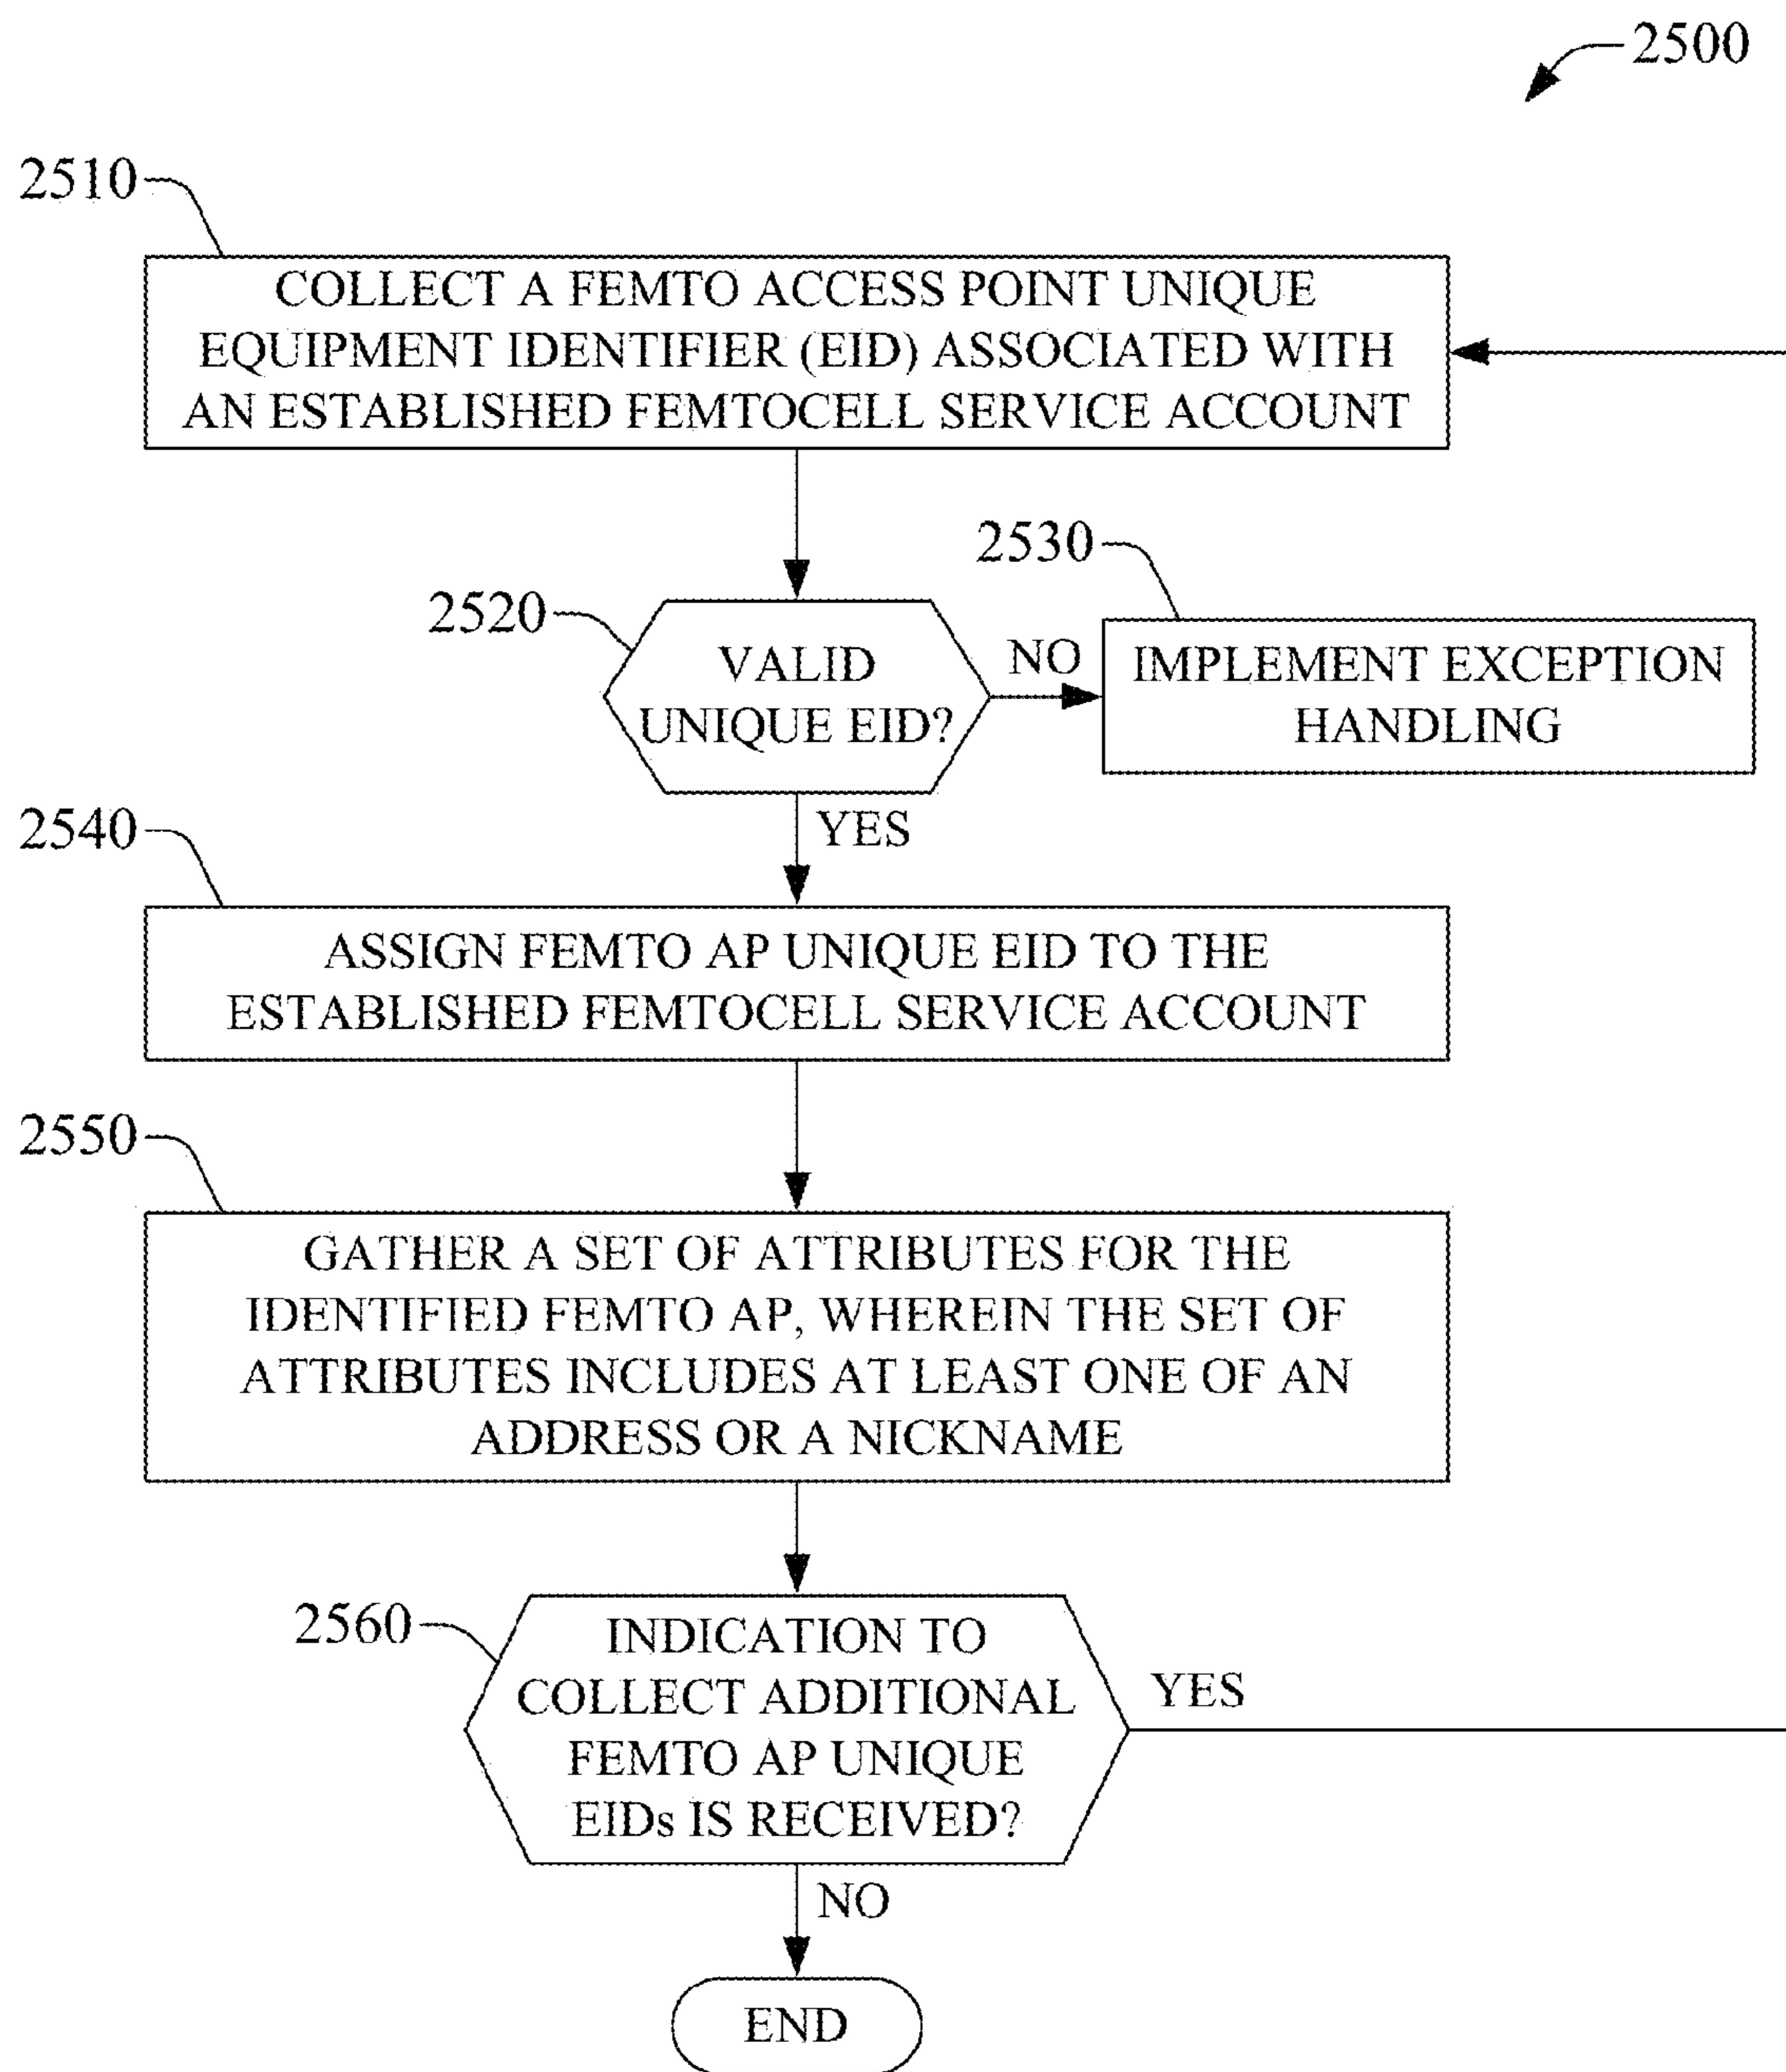 2500
2510
COLLECT A FEMTO ACCESS POINT UNIQUE
EQUIPMENT IDENTIFIER (EID) ASSOCIATED WITH
AN ESTABLISHED FEMTOCELL SERVICE ACCOUNT
2530
2520
VALID
UNIQUE EID?
NO
IMPLEMENT EXCEPTION
HANDLING
YES
2540
ASSIGN FEMTO AP UNIQUE EID TO THE
ESTABLISHED FEMTOCELL SERVICE ACCOUNT
2550
GATHER A SET OF ATTRIBUTES FOR THE
IDENTIFIED FEMTO AP, WHEREIN THE SET OF
ATTRIBUTES INCLUDES AT LEAST ONE OF AN
ADDRESS OR A NICKNAME
2560
INDICATION TO
COLLECT ADDITIONAL
FEMTO AP UNIQUE
EIDs IS RECEIVED?
YES
NO
END